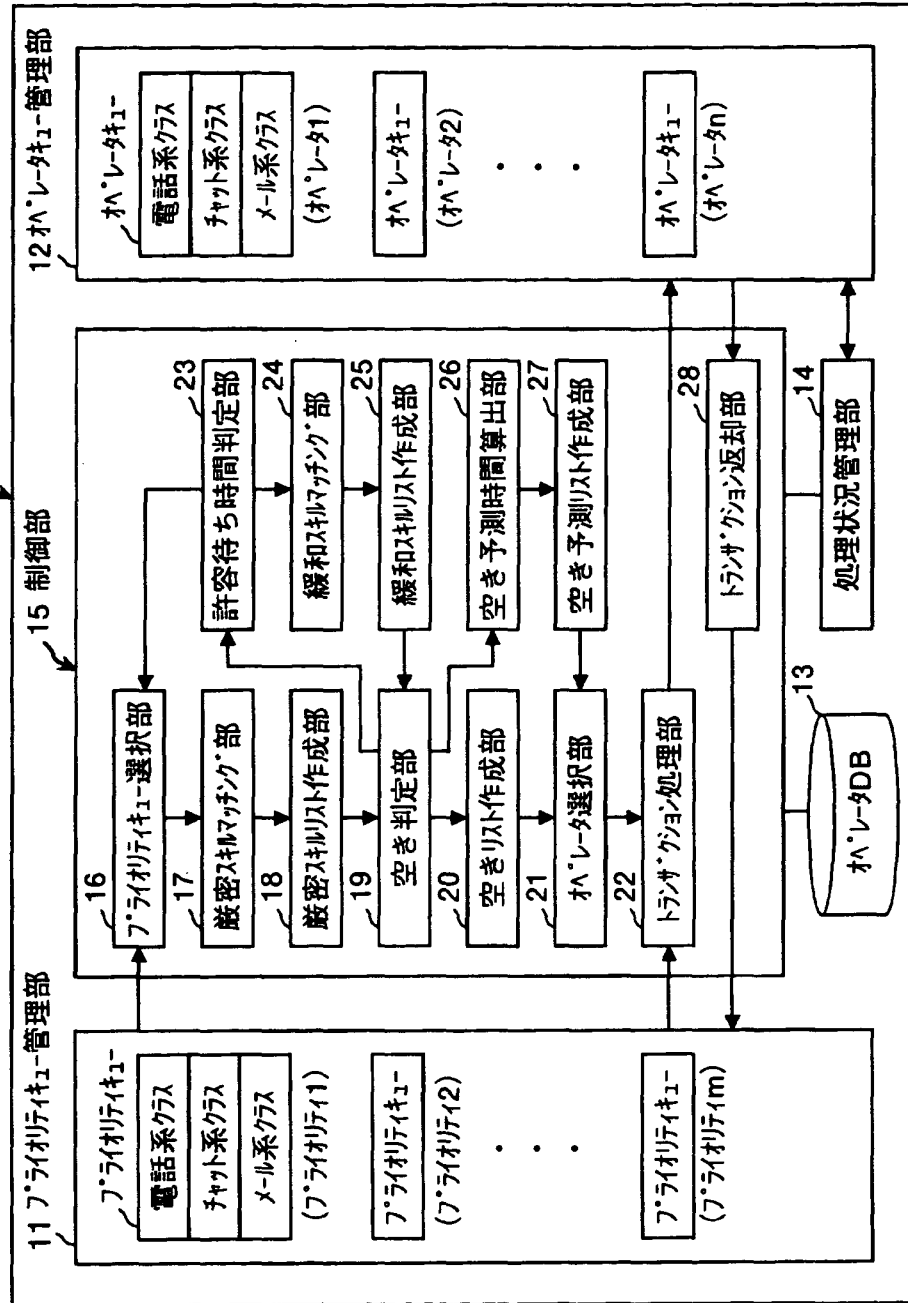 11 プライオリティキュー管理部
プライオリティキュー
電話系クラス
チャット系クラス
メール系クラス
(プライオリティ1)
プライオリティキュー
(プライオリティ2)
・・・
プライオリティキュー
(プライオリティm)
15 制御部
16
プライオリティキュー選択部
17
厳密スキルマッチング部
18
厳密スキルリスト作成部
19
空き判定部
20
空きリスト作成部
21
オペレータ選択部
22
トランザクション処理部
23
許容待ち時間判定部
24
緩和スキルマッチング部
25
緩和スキルリスト作成部
26
空き予測時間算出部
27
空き予測リスト作成部
28
トランザクション返却部
13
オペレータDB
14
処理状況管理部
12 オペレータキュー管理部
オペレータキュー
電話系クラス
チャット系クラス
メール系クラス
(オペレータ1)
オペレータキュー
(オペレータ2)
・・・
オペレータキュー
(オペレータn)